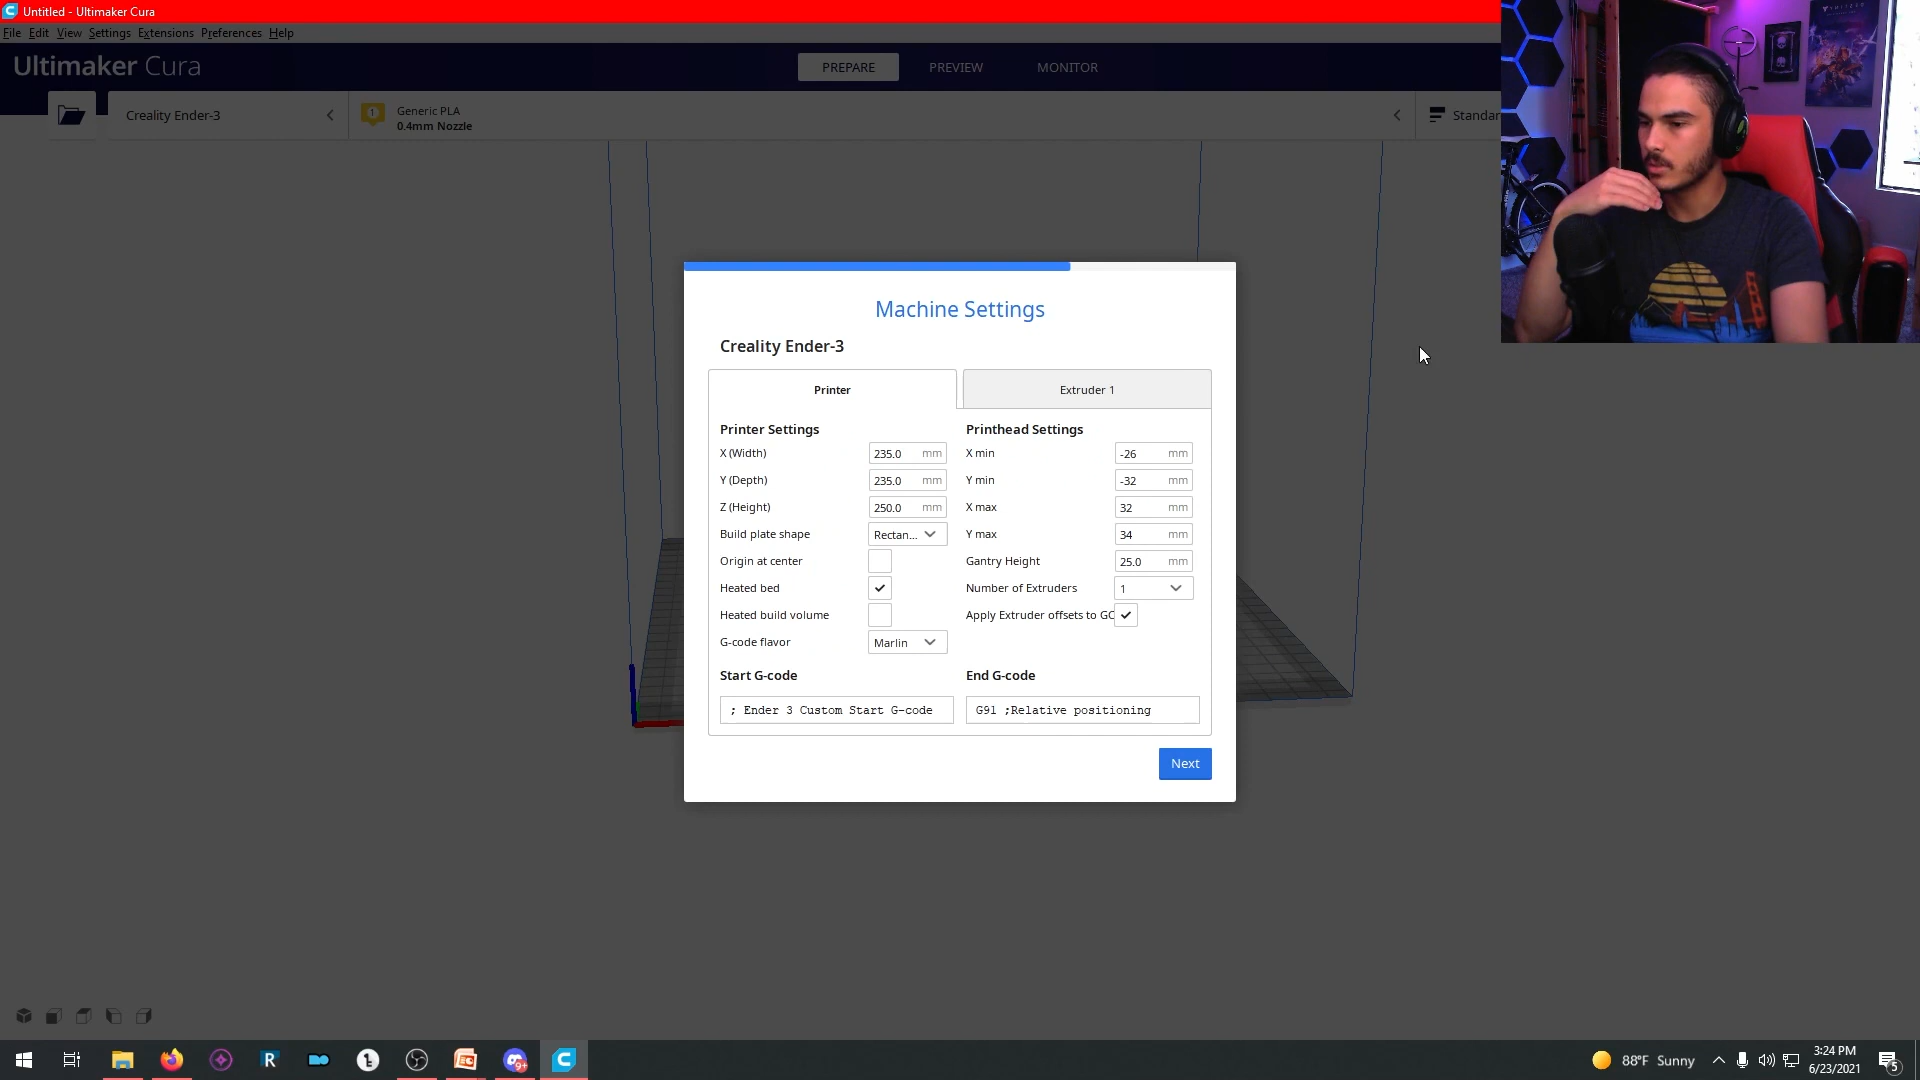 Untitled - Ultimaker Cura
File Edit View Settings Extensions Preferences Help
Ultimaker Cura
PREPARE PREVIEW MONITOR
Creality Ender-3
1
Generic PLA
0.4mm Nozzle
Standar
Machine Settings
Creality Ender-3
Printer Extruder 1
Printer Settings Printhead Settings
X (Width) 235.0 mm X min -26 mm
Y (Depth) 235.0 mm Y min -32 mm
Z (Height) 250.0 mm X max 32 mm
Build plate shape Rectan... Y max 34 mm
Origin at center Gantry Height 25.0 mm
Heated bed Number of Extruders 1
Heated build volume Apply Extruder offsets to GC
G-code flavor Marlin
Start G-code End G-code
; Ender 3 Custom Start G-code G91 ;Relative positioning
Next
R
9+
C
88°F Sunny
3:24 PM
6/23/2021
5